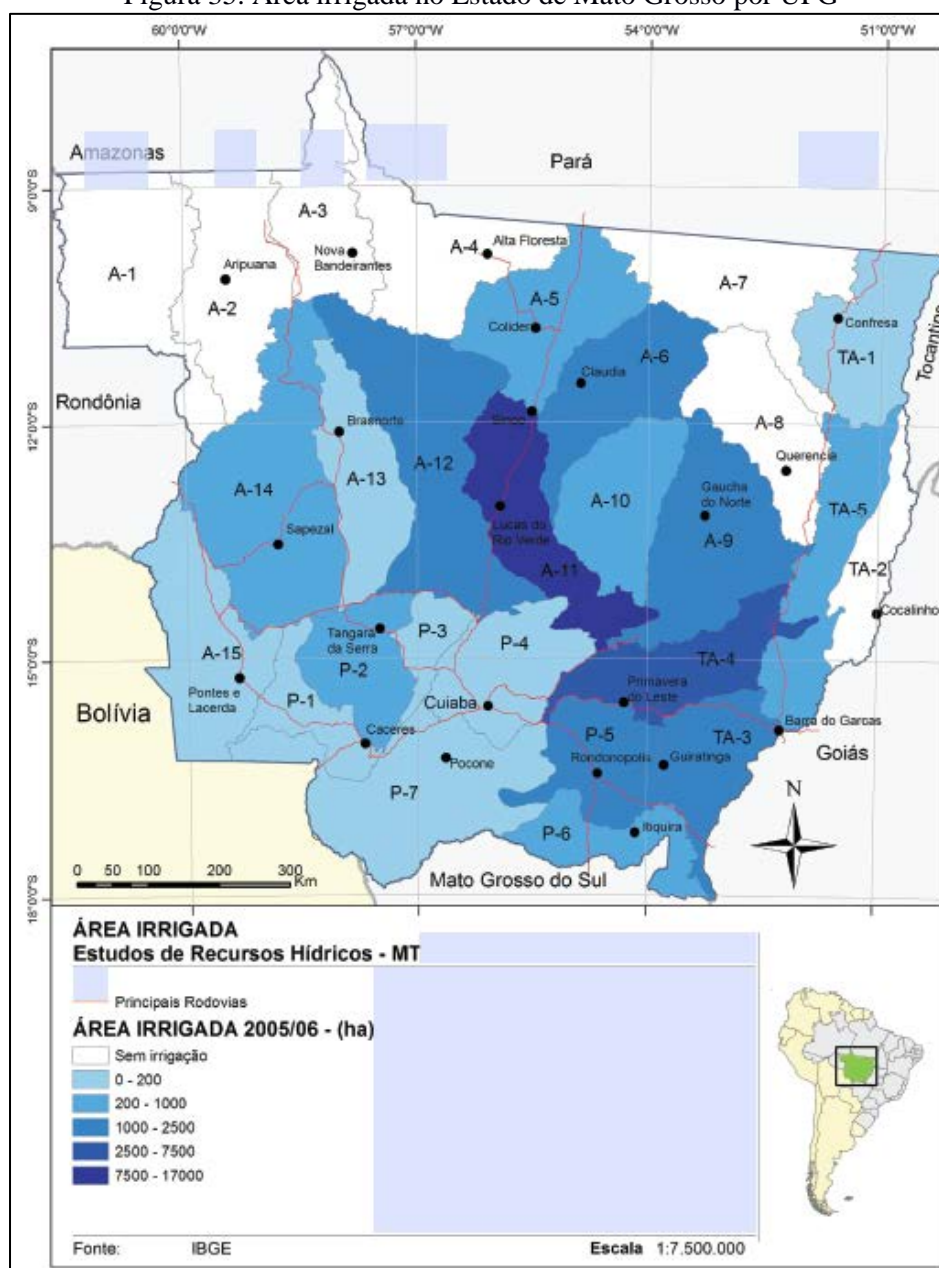 Figura 35: Área irrigada no Estado de Mato Grosso por UPG
60°0'0"W 57°0'0"W 54°0'0"W 51°0'0"W
Amazonas
Pará
9°0'0"S
A-3
A-4
Alta Floresta
Nova
Bandeirantes
A-1
Aripuana
A-2
A-7
A-5
Colider
Confresa
TA-1
Tocantins
A-6
Claudia
Rondônia
12°0'0"S
Brasnorte
Sinop
A-8
Querencia
A-12
A-13
A-14
Sapezal
A-10
Gaucha
do Norte
A-9
TA-5
Lucas do
Rio Verde
A-11
TA-2
Cocalinho
15°0'0"S
Tangara
da Serra
P-3
P-4
P-2
A-15
Pontes e
Lacerda
P-1
TA-4
Primavera
do Leste
Bolívia
Cuiaba
Caceres
P-5
TA-3
Barra do Garcas
Goiás
Pocone
Rondonopolis
Guiratinga
P-7
N
P-6
Itiquira
0 50 100 200 300
Km
Mato Grosso do Sul
18°0'0"S
ÁREA IRRIGADA
Estudos de Recursos Hídricos - MT
Principais Rodovias
ÁREA IRRIGADA 2005/06 - (ha)
Sem irrigação
0 - 200
200 - 1000
1000 - 2500
2500 - 7500
7500 - 17000
Fonte: IBGE Escala 1:7.500.000